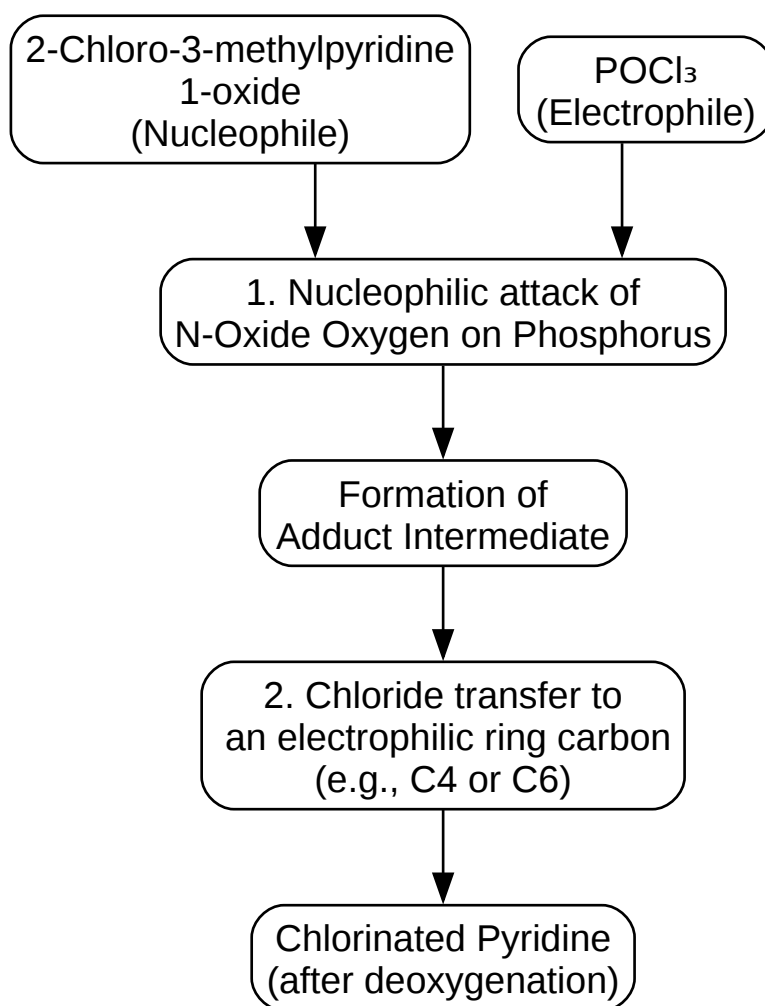 2-Chloro-3-methylpyridine
1-oxide
(Nucleophile)
POCl₃
(Electrophile)
1. Nucleophilic attack of
N-Oxide Oxygen on Phosphorus
Formation of
Adduct Intermediate
2. Chloride transfer to
an electrophilic ring carbon
(e.g., C4 or C6)
Chlorinated Pyridine
(after deoxygenation)